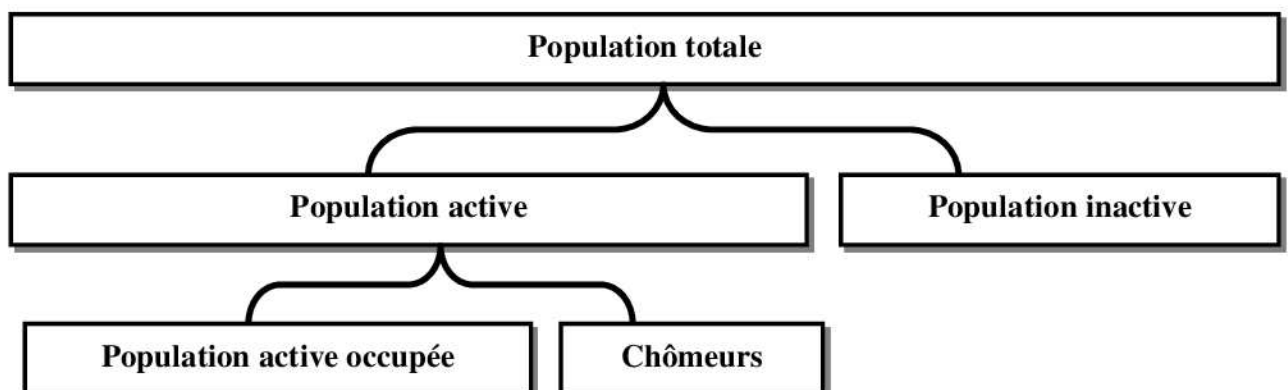 Population totale
Population active
Population inactive
Population active occupée
Chômeurs